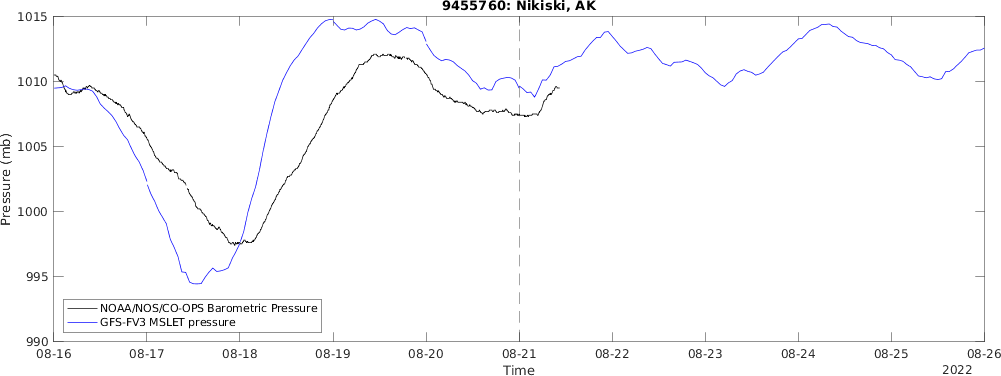 9455760: Nikiski, AK
1015
1010
1005
1000
995
990
Pressure (mb)
NOAA/NOS/CO-OPS Barometric Pressure
GFS-FV3 MSLET pressure
08-16 08-17 08-18 08-19 08-20 08-21 08-22 08-23 08-24 08-25 08-26
Time
2022